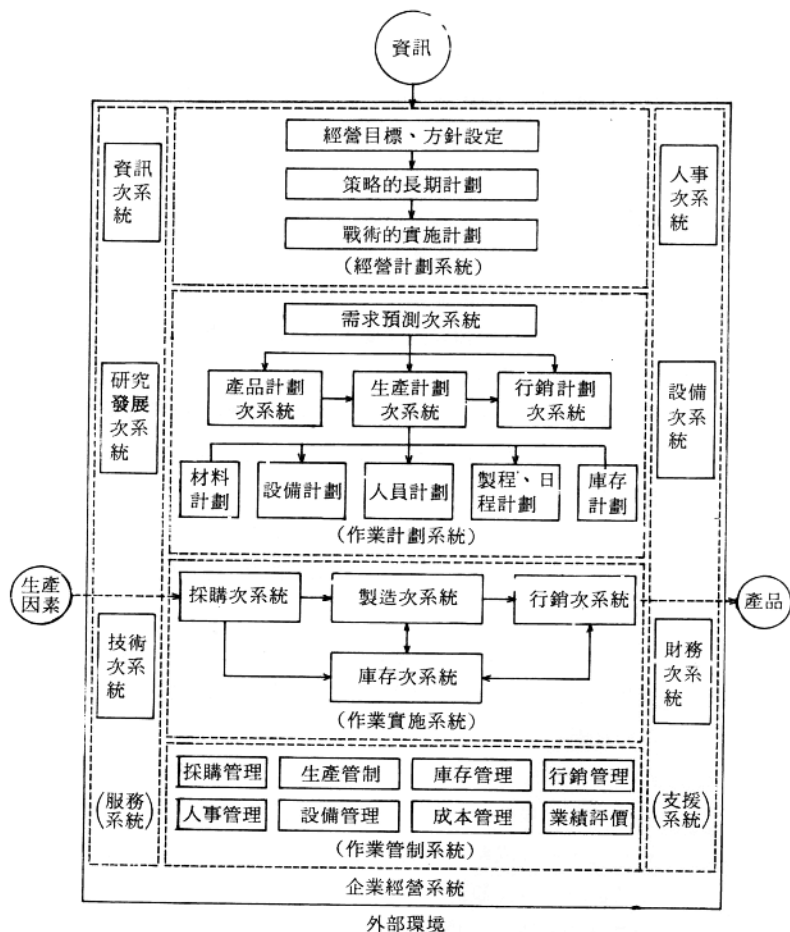 資訊
經營目標、方針設定
策略的長期計劃
戰術的實施計劃
(經營計劃系統)
資訊
次系
統
人事
次系
統
需求預測次系統
產品計劃
次系統
生產計劃
次系統
行銷計劃
次系統
研究
發展
次系
統
設備
次系
統
材料
計劃
設備計劃
人員計劃
製程、日
程計劃
庫存
計劃
(作業計劃系統)
生產
因素
採購次系統
製造次系統
行銷次系統
產品
技術
次系
統
財務
次系
統
庫存次系統
(作業實施系統)
採購管理
生產管制
庫存管理
行銷管理
人事管理
設備管理
成本管理
業績評價
(作業管制系統)
(服務
系統)
(支援
系統)
企業經營系統
外部環境